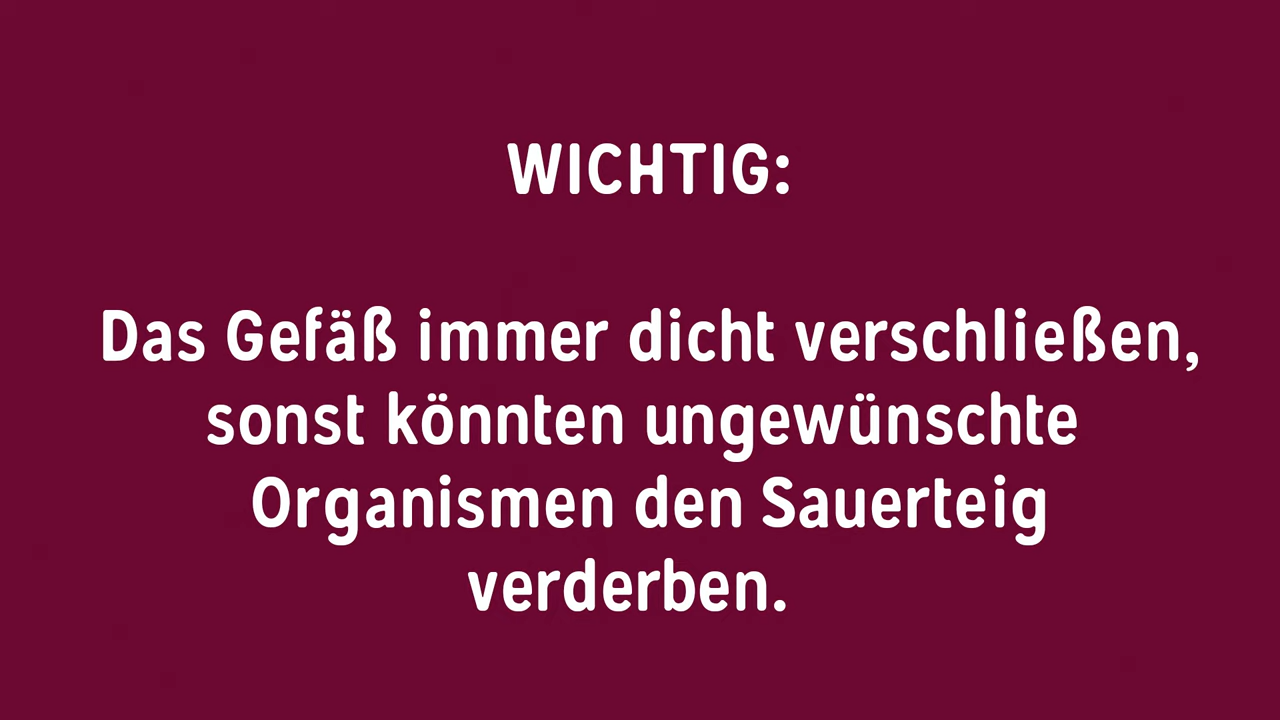 WICHTIG:
Das Gefäß immer dicht verschließen,
sonst könnten ungewünschte
Organismen den Sauerteig
verderben.